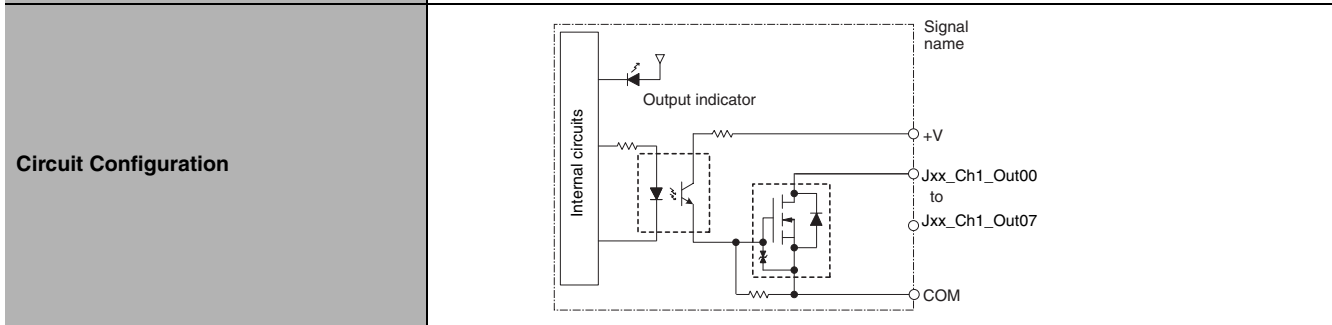 Circuit Configuration
Internal circuits
Output indicator
Signal
name
+V
Jxx_Ch1_Out00
to
Jxx_Ch1_Out07
COM